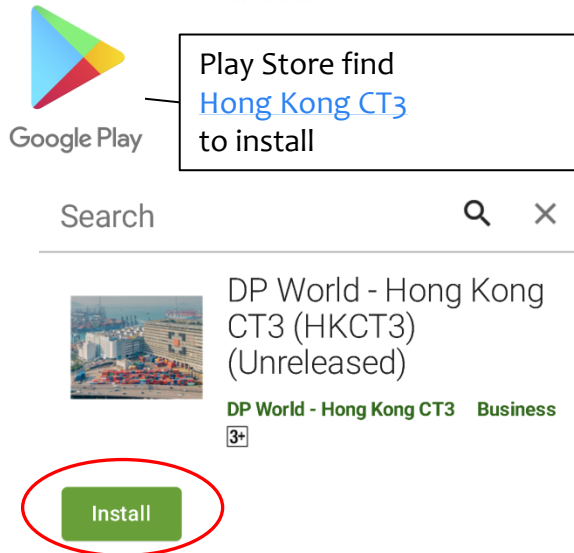 Google Play
Play Store find
Hong Kong CT3
to install
Search
DP World - Hong Kong
CT3 (HKCT3)
(Unreleased)
DP World - Hong Kong CT3 Business
3+
Install